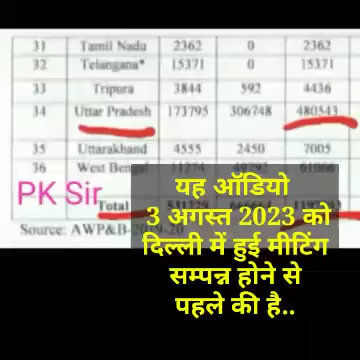 31 Tamil Nadu 2362 0 2362
32 Telangana* 15371 0 15371
33 Tripura 3844 592 4436
34 Uttar Pradesh 173795 306748 480543
35 Uttarakhand 4555 2450 7005
36 West Bengal
PK Sir
Total
Source: AWP&B-
यह ऑडियो
3 अगस्त 2023 को
दिल्ली में हुई मीटिंग
सम्पन्न होने से
पहले की है..